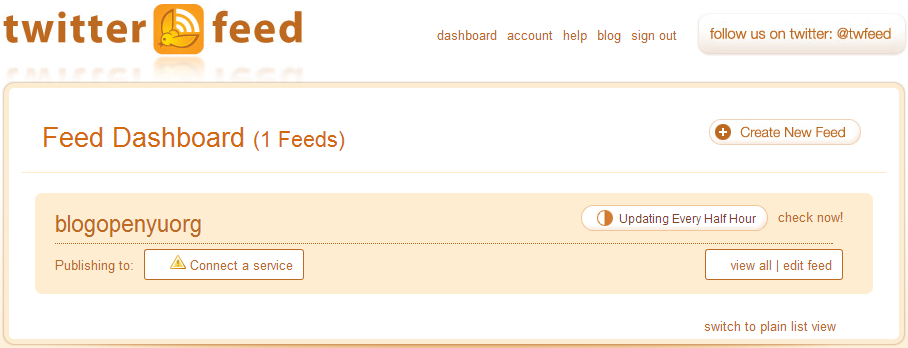 twitter feed
dashboard account help blog sign out
follow us on twitter: @twfeed
Feed Dashboard (1 Feeds)
Create New Feed
blogopenyuorg
Updating Every Half Hour
check now!
Publishing to:
Connect a service
view all | edit feed
switch to plain list view